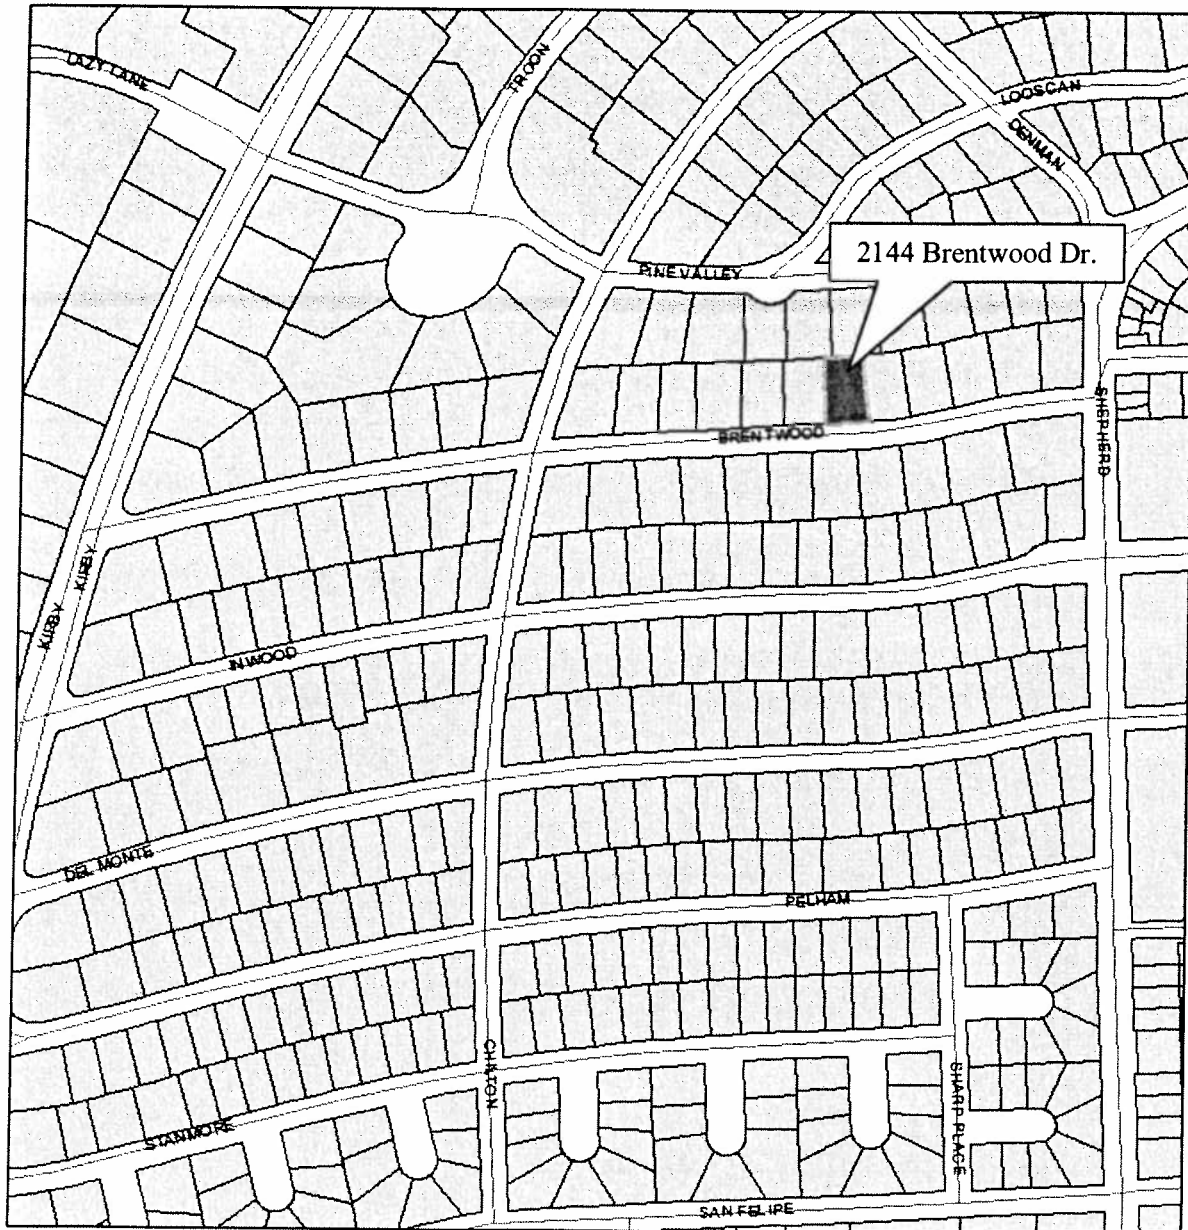 LAZY LANE
TROON
LOOSCAN
DENMAN
2144 Brentwood Dr.
PINE VALLEY
SHEPHERD
BRENTWOOD
KIRBY
KIRBY
INWOOD
DEL MONTE
PELHAM
CHILTON
SHARP PLACE
STANMORE
SAN FELIPE